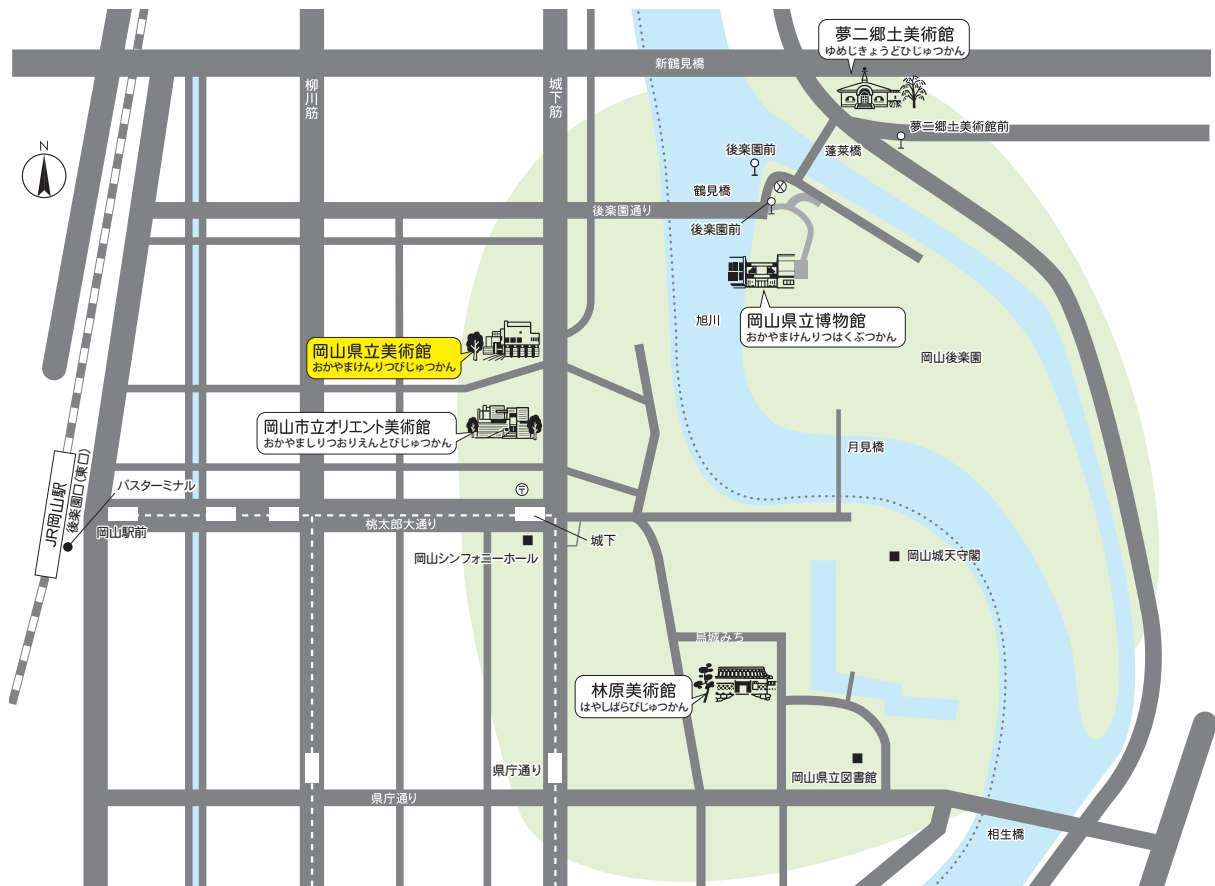 夢二郷土美術館
ゆめじきょうどひじゅつかん
新鶴見橋
柳川筋
城下筋
夢二郷土美術館前
後楽園前
蓬莱橋
N
鶴見橋
後楽園通り
後楽園前
旭川
岡山県立博物館
おかやまけんりつはくぶつかん
岡山後楽園
岡山県立美術館
おかやまけんりつびじゅつかん
岡山市立オリエント美術館
おかやましりつおりえんとびじゅつかん
月見橋
JR岡山駅
後楽園口(東口)
バスターミナル
岡山駅前
桃太郎大通り
城下
岡山シンフォニーホール
岡山城天守閣
烏城みち
林原美術館
はやしばらびじゅつかん
県庁通り
岡山県立図書館
県庁通り
相生橋